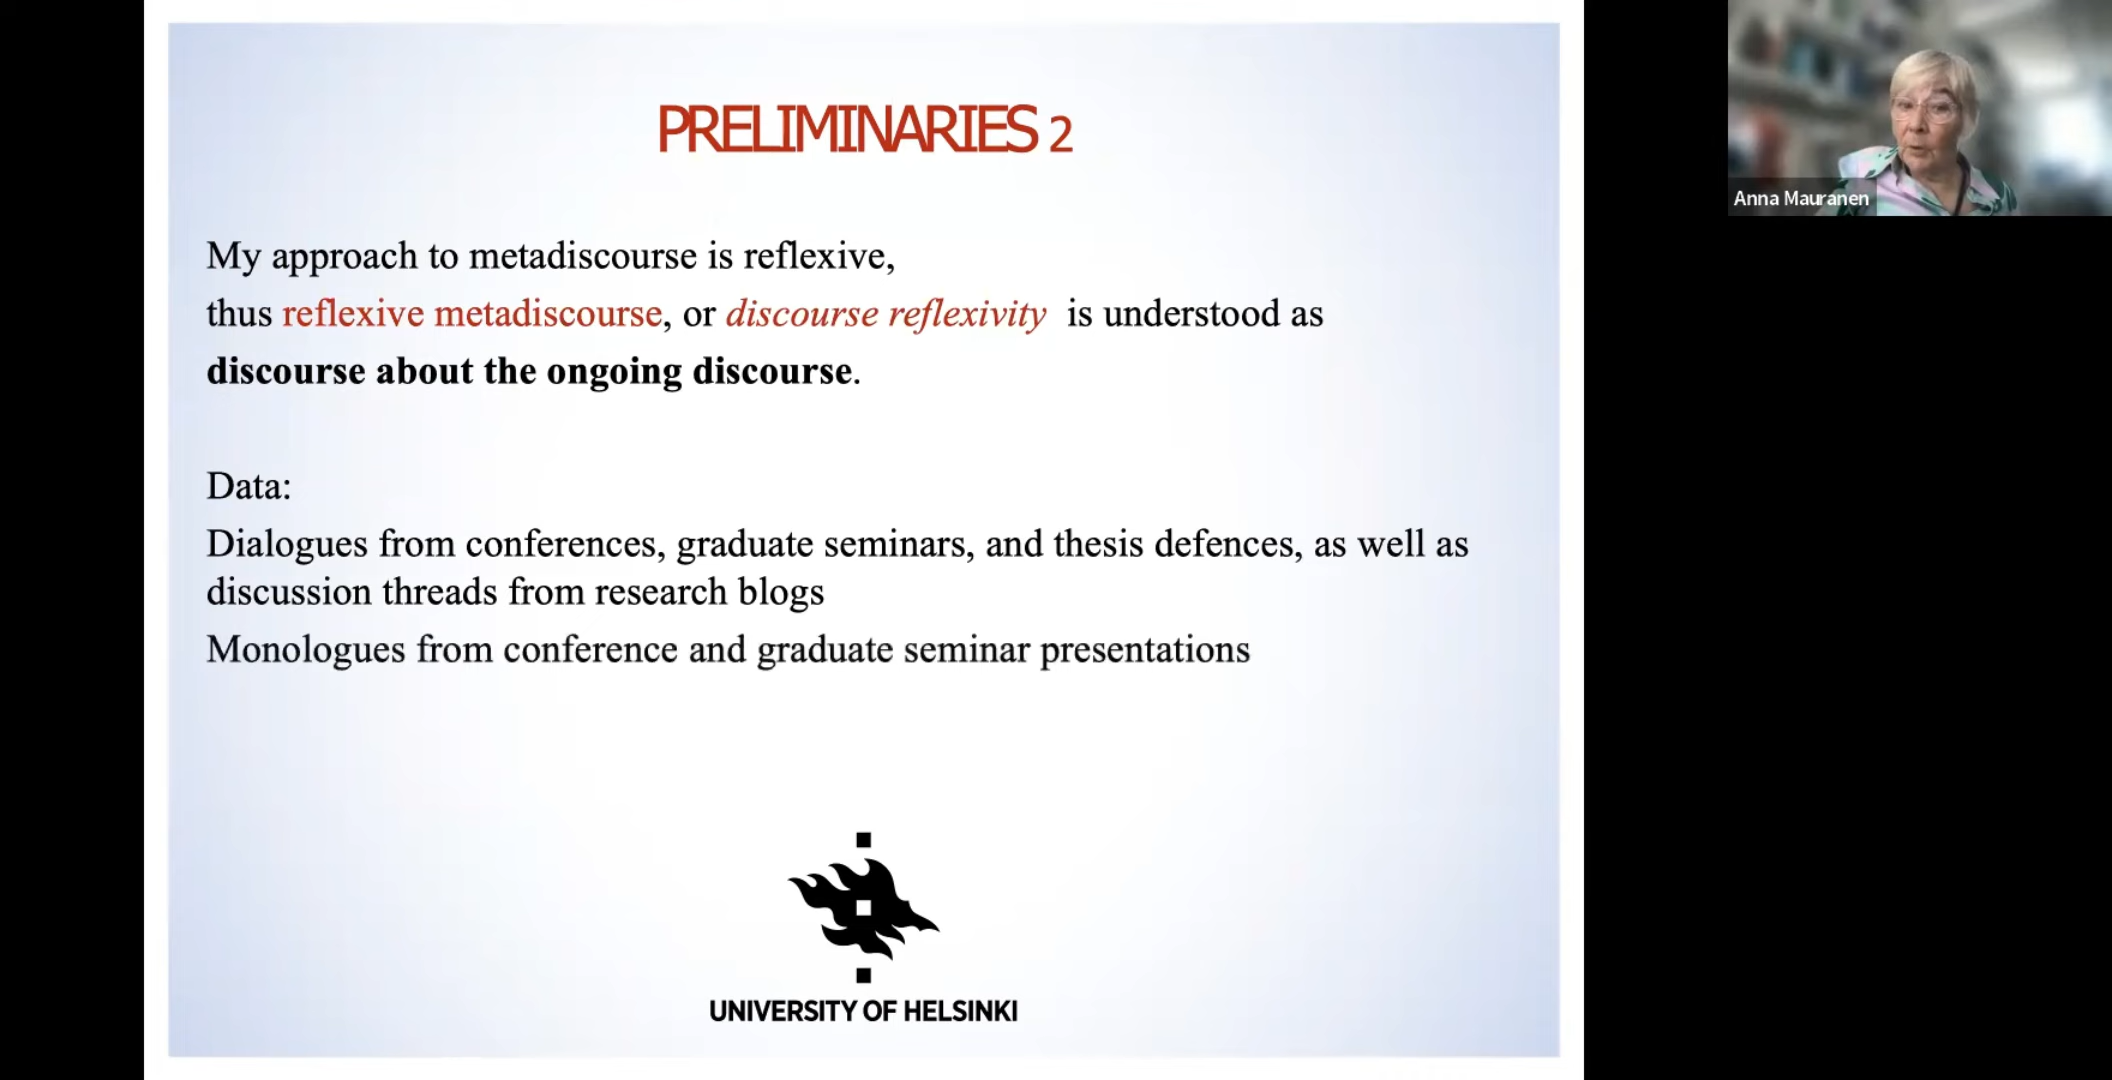 PRELIMINARIES 2
My approach to metadiscourse is reflexive,
thus reflexive metadiscourse, or discourse reflexivity is understood as
discourse about the ongoing discourse.
Data:
Dialogues from conferences, graduate seminars, and thesis defences, as well as
discussion threads from research blogs
Monologues from conference and graduate seminar presentations
UNIVERSITY OF HELSINKI
Anna Mauranen